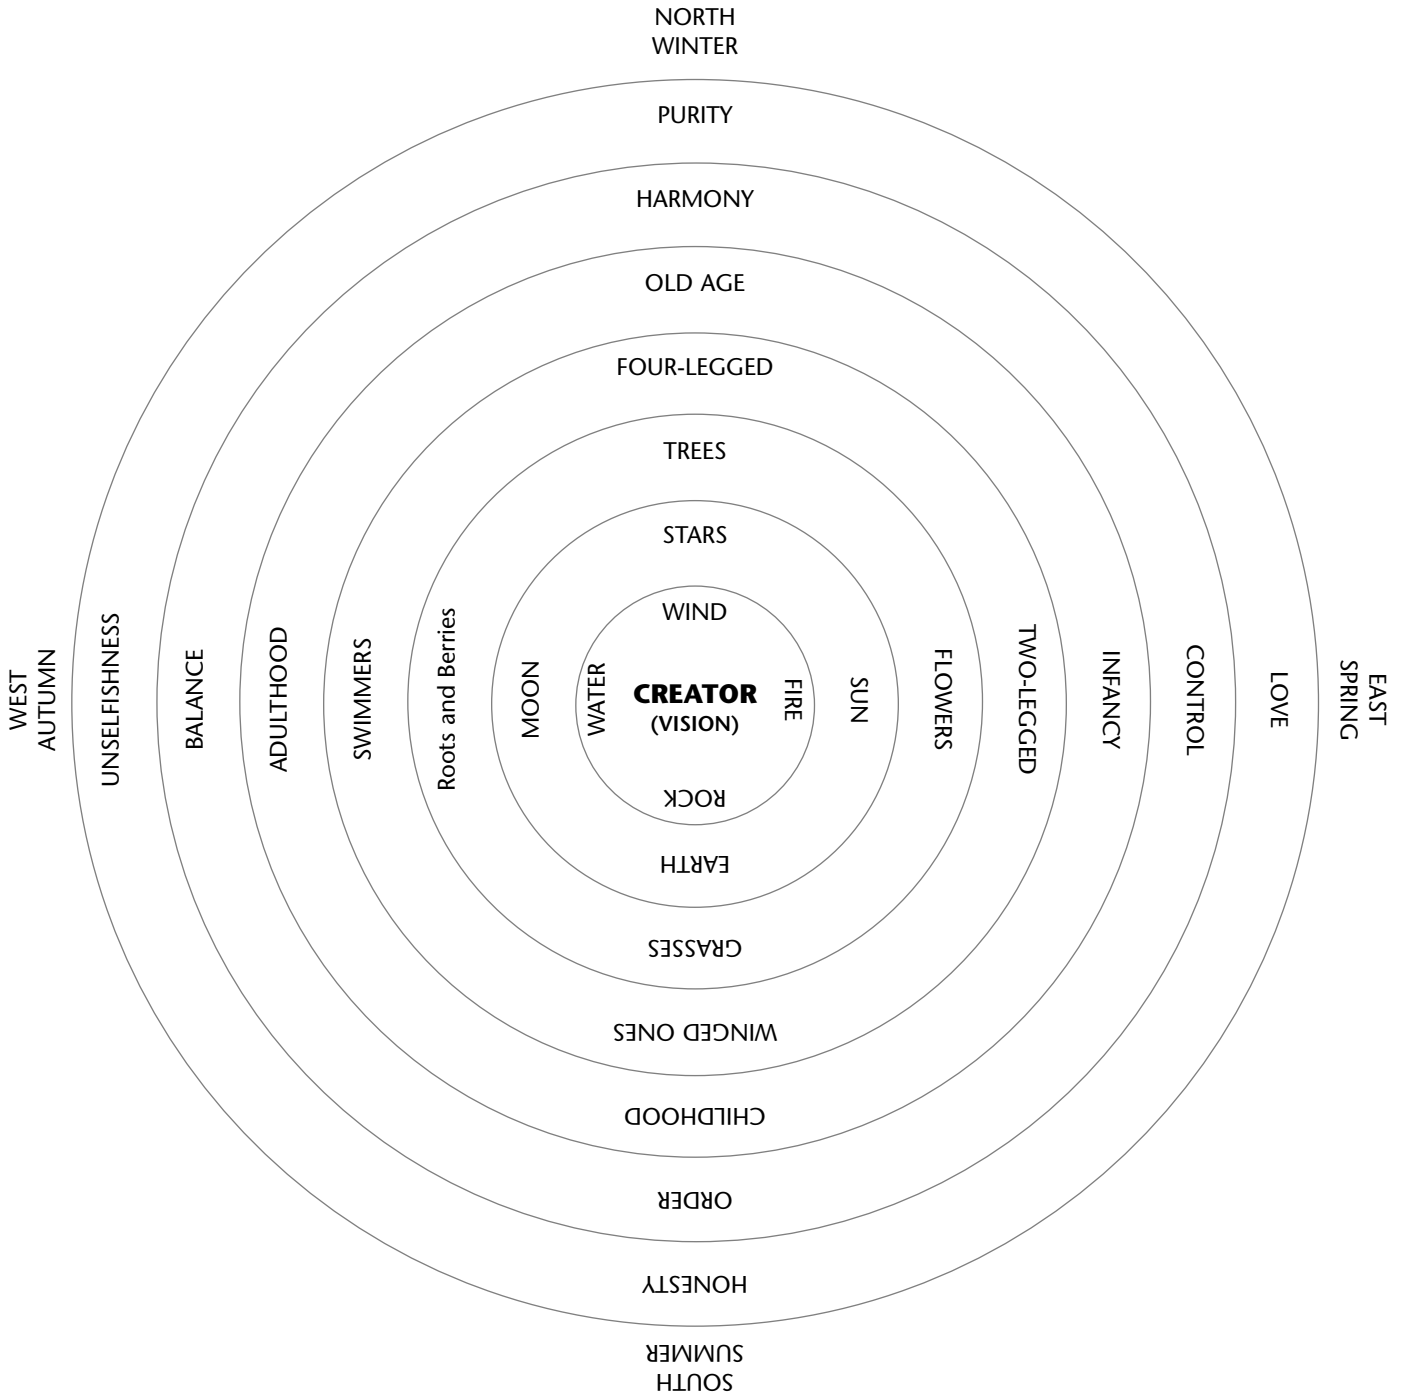 NORTH
WINTER
PURITY
HARMONY
OLD AGE
FOUR-LEGGED
TREES
STARS
WIND
WEST
AUTUMN
UNSELFISHNESS
BALANCE
ADULTHOOD
SWIMMERS
Roots and Berries
MOON
WATER
CREATOR
(VISION)
FIRE
SUN
FLOWERS
TWO-LEGGED
INFANCY
CONTROL
LOVE
EAST
SPRING
ROCK
EARTH
GRASSES
WINGED ONES
CHILDHOOD
ORDER
HONESTY
SOUTH
SUMMER